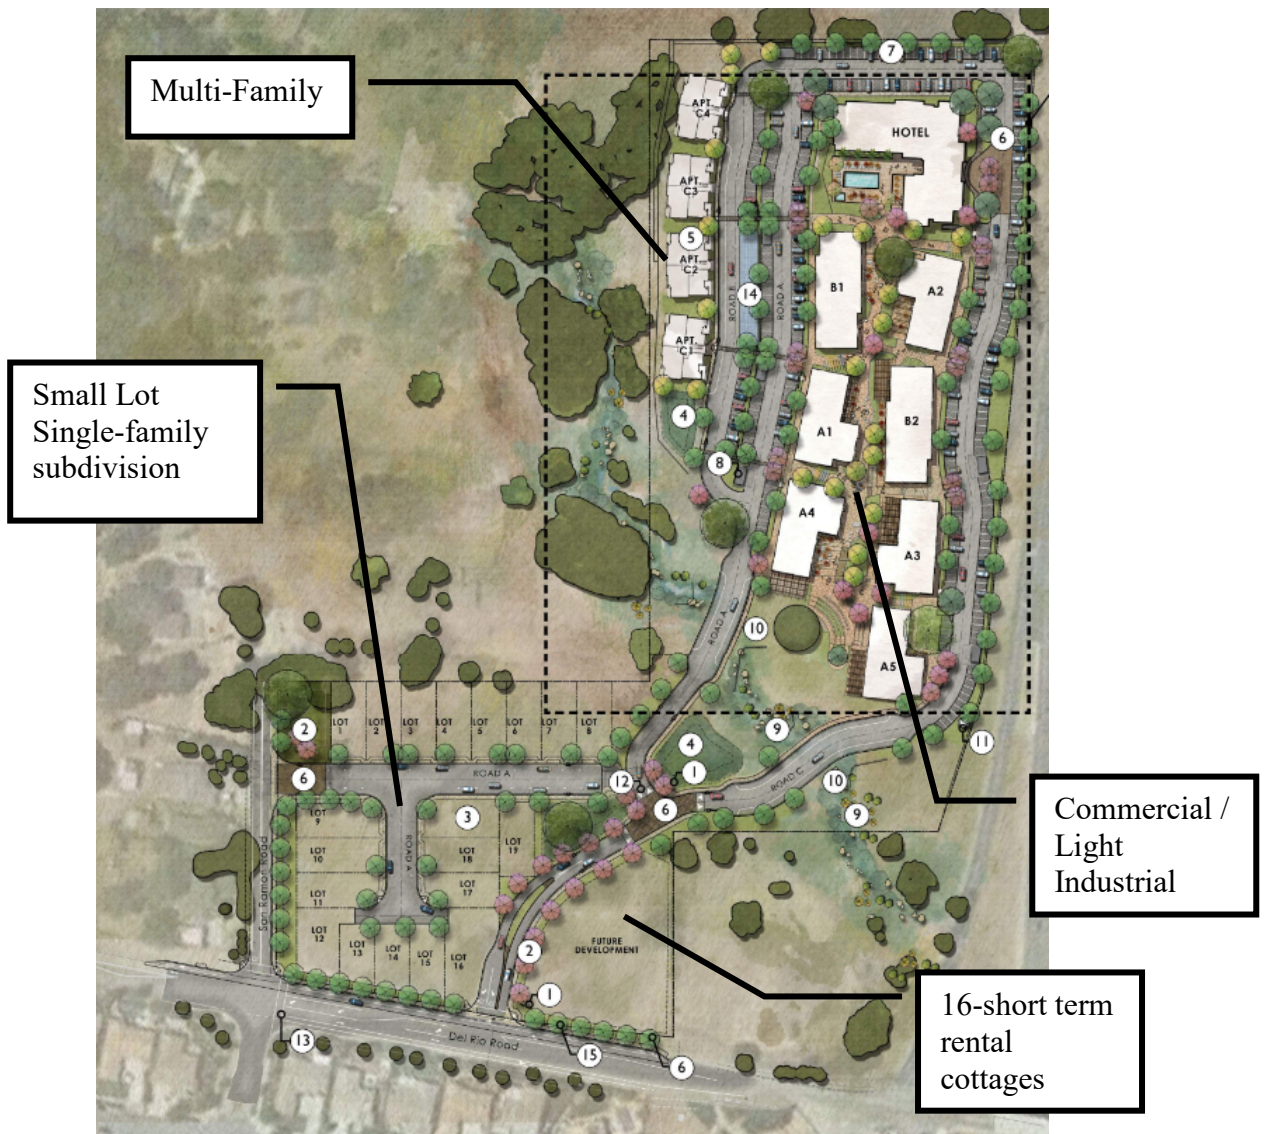 Multi-Family
7
APT.
C4
HOTEL
6
APT.
C3
5
APT.
C2
14
ROAD E
ROAD A
B1
A2
APT.
C1
Small Lot
Single-family
subdivision
4
A1
B2
8
A4
A3
10
ROAD A
A5
2
LOT
1
LOT
2
LOT
3
LOT
4
LOT
5
LOT
6
LOT
7
LOT
8
9
4
11
6
ROAD A
12
1
ROAD C
10
6
9
3
LOT
9
LOT
10
LOT
11
LOT
12
ROAD A
LOT
18
LOT
19
LOT
17
LOT
13
LOT
14
LOT
15
LOT
16
San Ramon Road
Commercial /
Light
Industrial
FUTURE
DEVELOPMENT
2
1
16-short term
rental
cottages
13
Del Rio Road
15
6